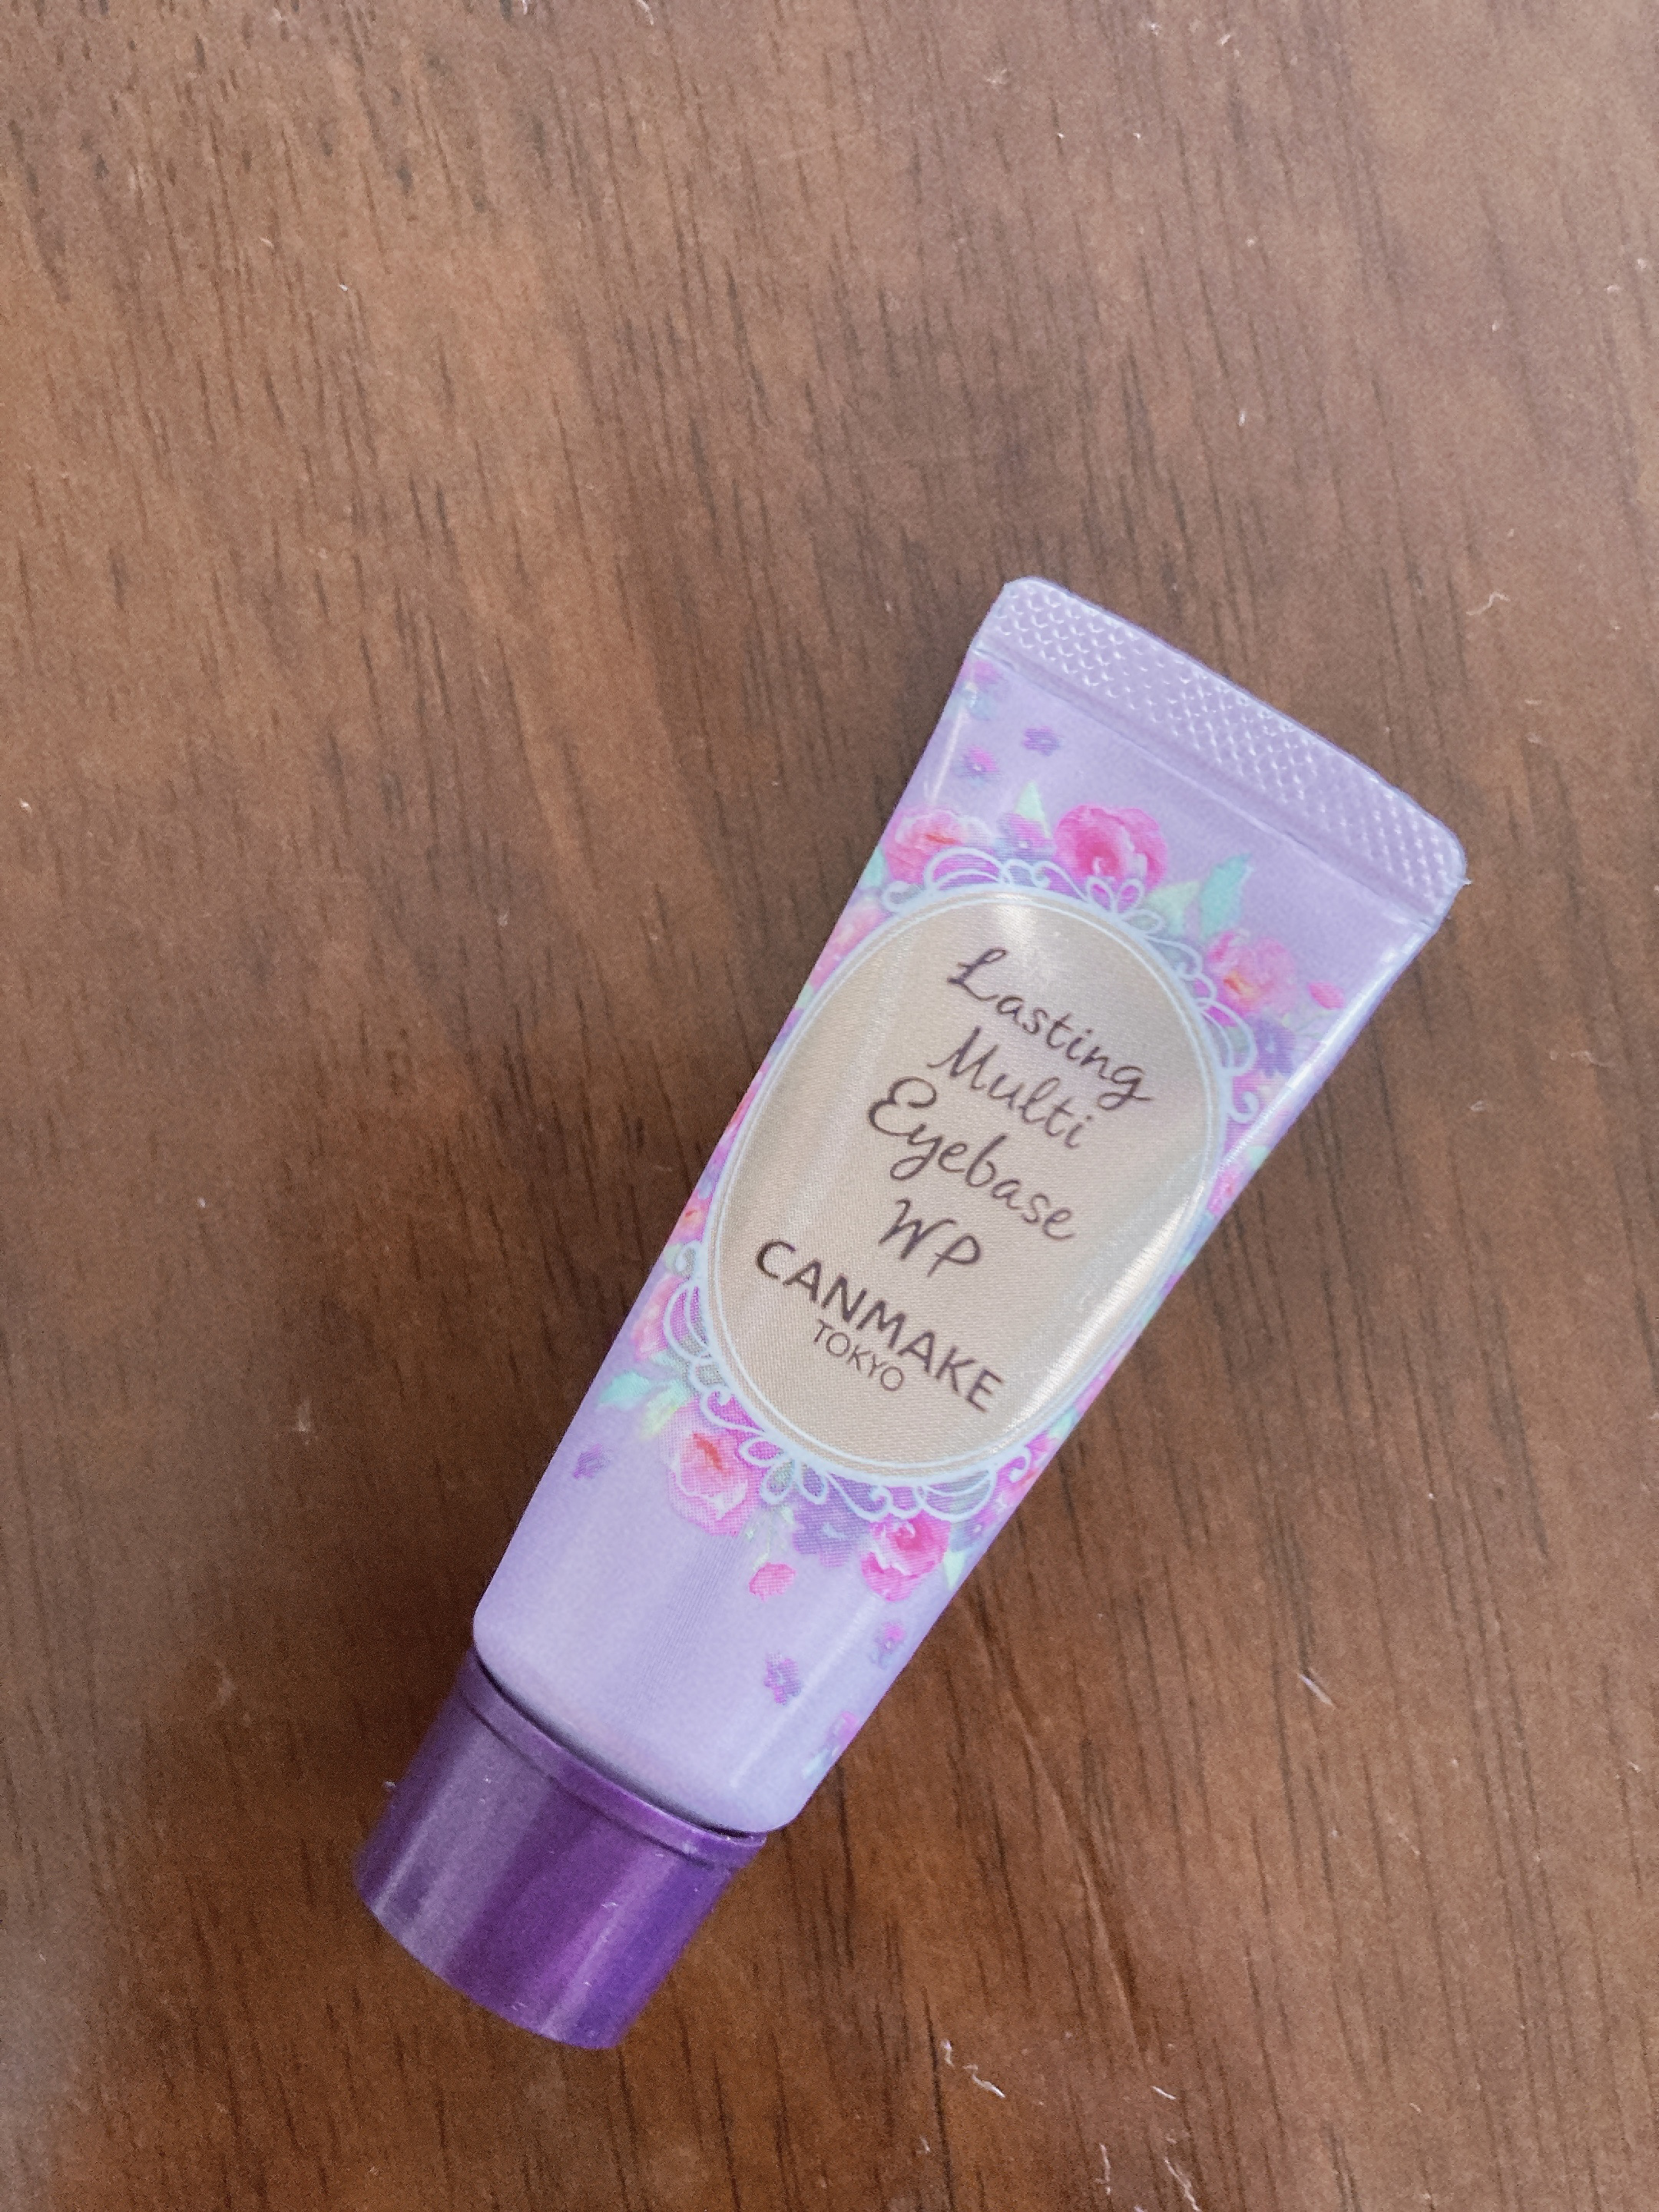 Lasting
Multi
Eyebase
WP
CANMAKE
TOKYO